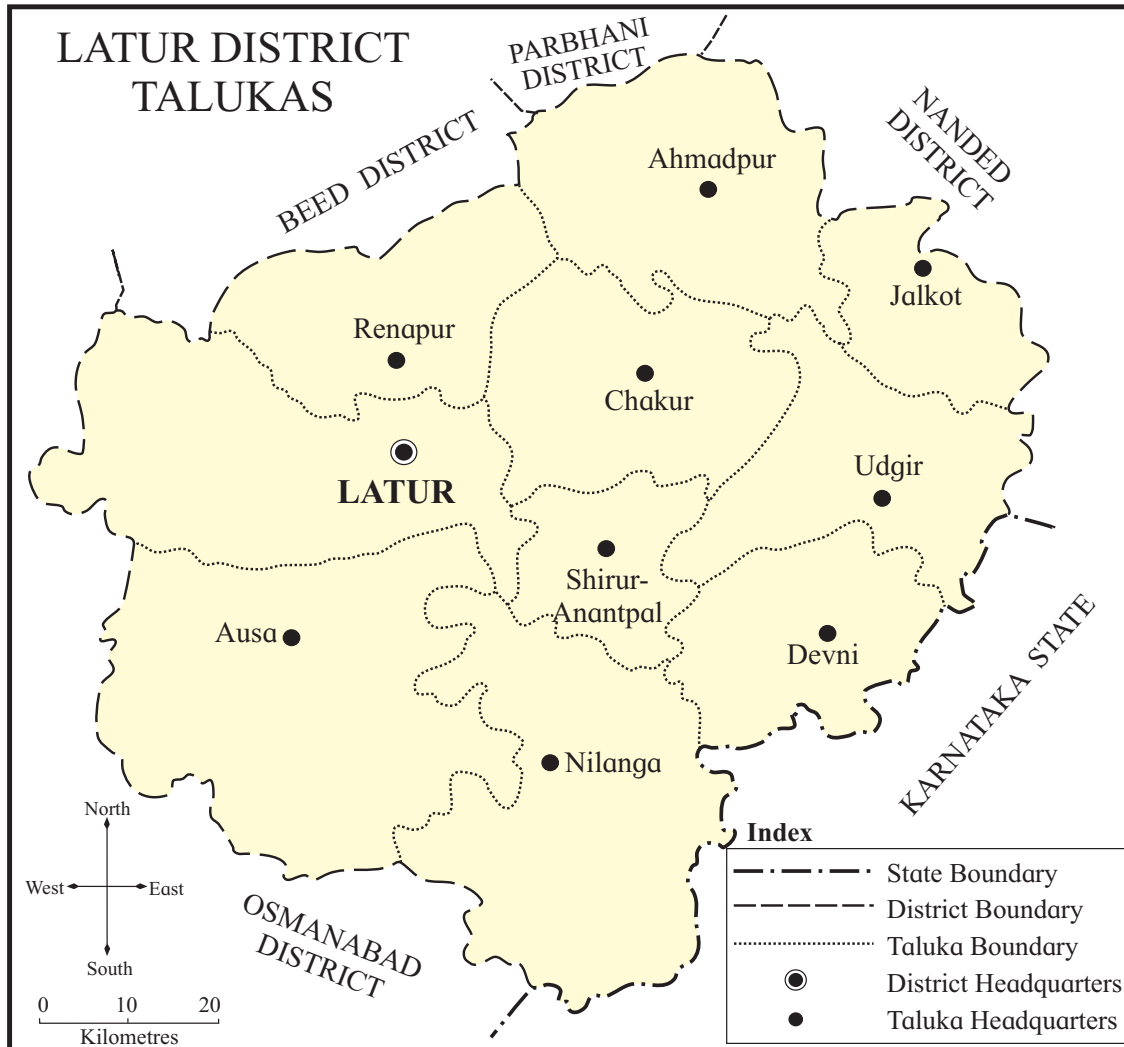 LATUR DISTRICT
TALUKAS
PARBHANI
DISTRICT
BEED DISTRICT
NANDED
DISTRICT
Ahmadpur
Jalkot
Renapur
Chakur
LATUR
Udgir
Shirur-
Anantpal
Ausa
Devni
Nilanga
KARNATAKA STATE
OSMANABAD
DISTRICT
North
West
East
South
0 10 20
Kilometres
Index
State Boundary
District Boundary
Taluka Boundary
District Headquarters
Taluka Headquarters